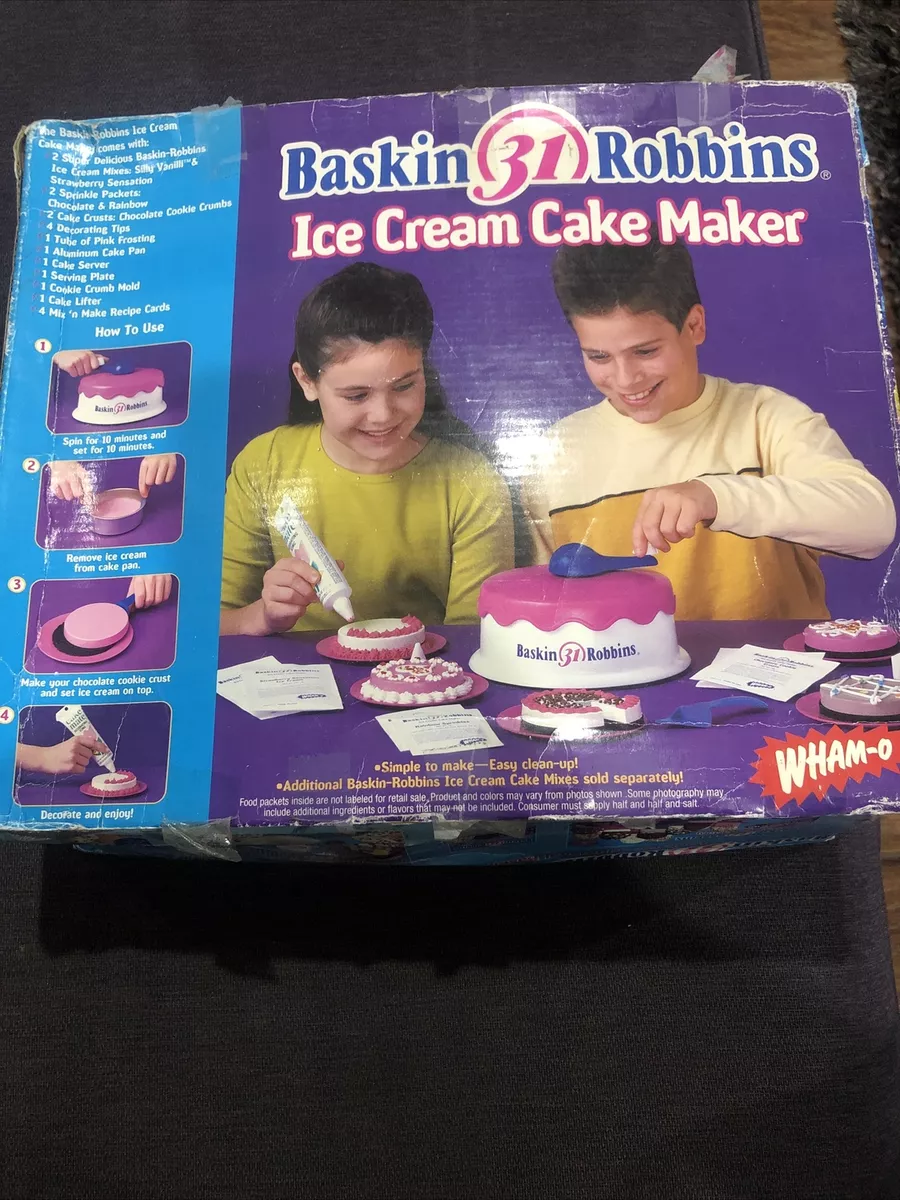 The Baskin-Robbins Ice Cream
Cake Maker comes with:
2 Super Delicious Baskin-Robbins
Ice Cream Mixes: Silly Vanilli™ &
Strawberry Sensation
2 Sprinkle Packets:
Chocolate & Rainbow
2 Cake Crusts: Chocolate Cookie Crumbs
4 Decorating Tips
1 Tube of Pink Frosting
1 Aluminum Cake Pan
1 Cake Server
1 Serving Plate
1 Cookie Crumb Mold
1 Cake Lifter
4 Mix 'n Make Recipe Cards
How To Use
1
Baskin 31 Robbins
Spin for 10 minutes and
set for 10 minutes.
2
Remove ice cream
from cake pan.
3
Make your chocolate cookie crust
and set ice cream on top.
4
Decorate and enjoy!
Baskin 31 Robbins®
Ice Cream Cake Maker
Baskin 31 Robbins
•Simple to make—Easy clean-up!
•Additional Baskin-Robbins Ice Cream Cake Mixes sold separately!
Food packets inside are not labeled for retail sale. Product and colors may vary from photos shown. Some photography may
include additional ingredients or flavors that may not be included. Consumer must supply half and half and salt.
WHAM-O